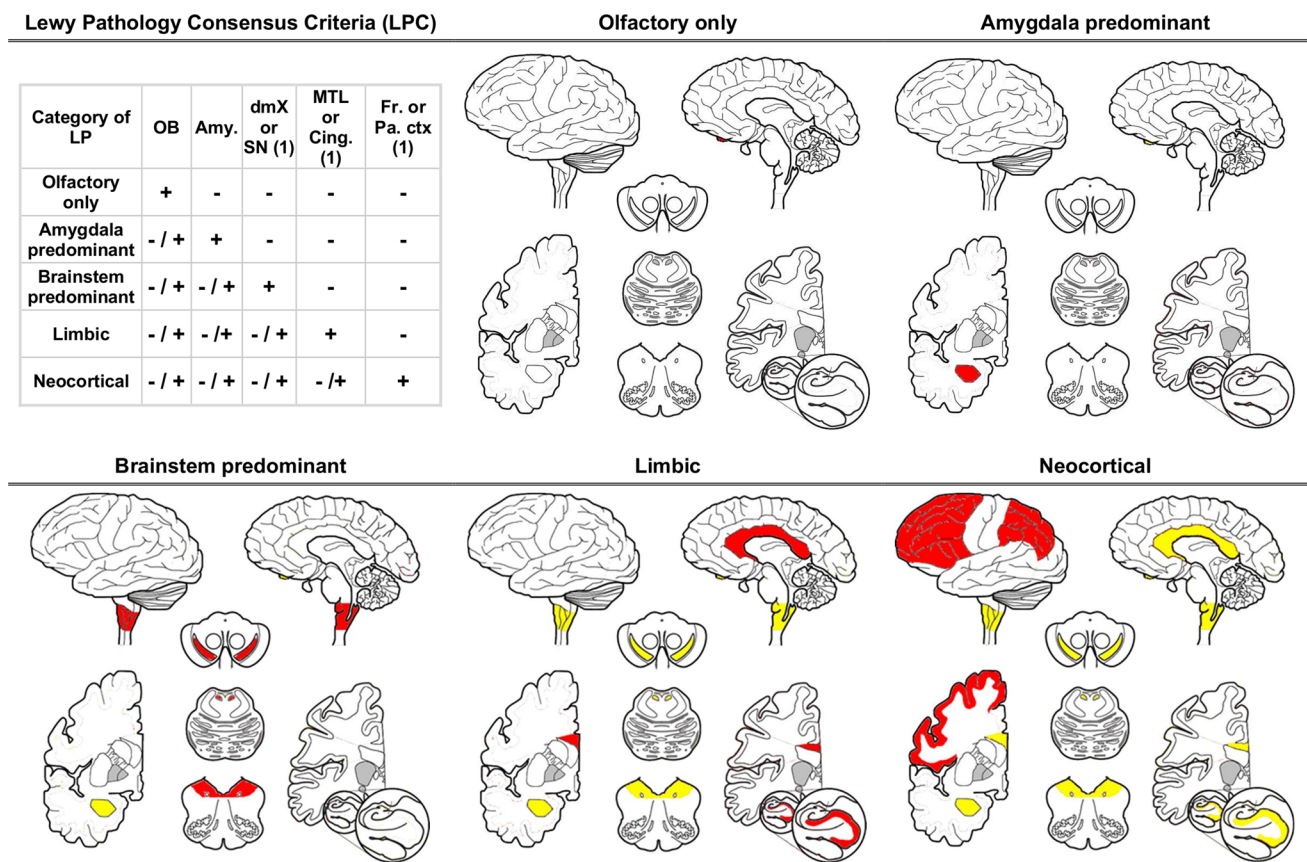 Lewy Pathology Consensus Criteria (LPC)
Olfactory only
Amygdala predominant
Category of LP OB Amy. dmX or SN (1) MTL or Cing. (1) Fr. or Pa. ctx (1)
Olfactory only + - - - -
Amygdala predominant - / + + - - -
Brainstem predominant - / + - / + + - -
Limbic - / + - /+ - / + + -
Neocortical - / + - / + - / + - /+ +
Brainstem predominant
Limbic
Neocortical